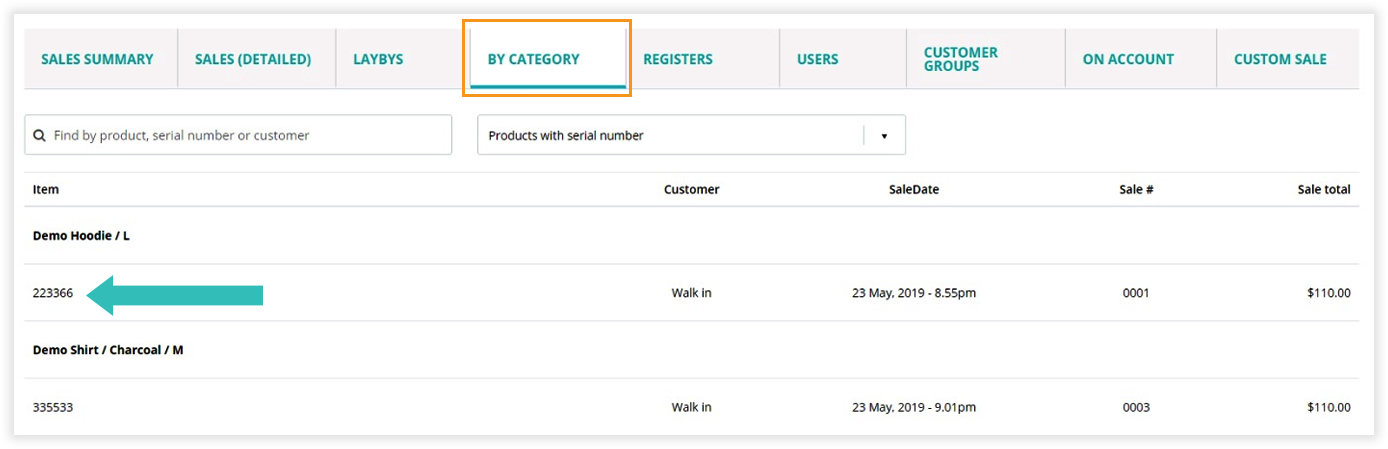 SALES SUMMARY SALES (DETAILED) LAYBYS BY CATEGORY REGISTERS USERS CUSTOMER GROUPS ON ACCOUNT CUSTOM SALE
Find by product, serial number or customer Products with serial number
Item Customer SaleDate Sale # Sale total
Demo Hoodie / L
223366 Walk in 23 May, 2019 - 8.55pm 0001 $110.00
Demo Shirt / Charcoal / M
335533 Walk in 23 May, 2019 - 9.01pm 0003 $110.00